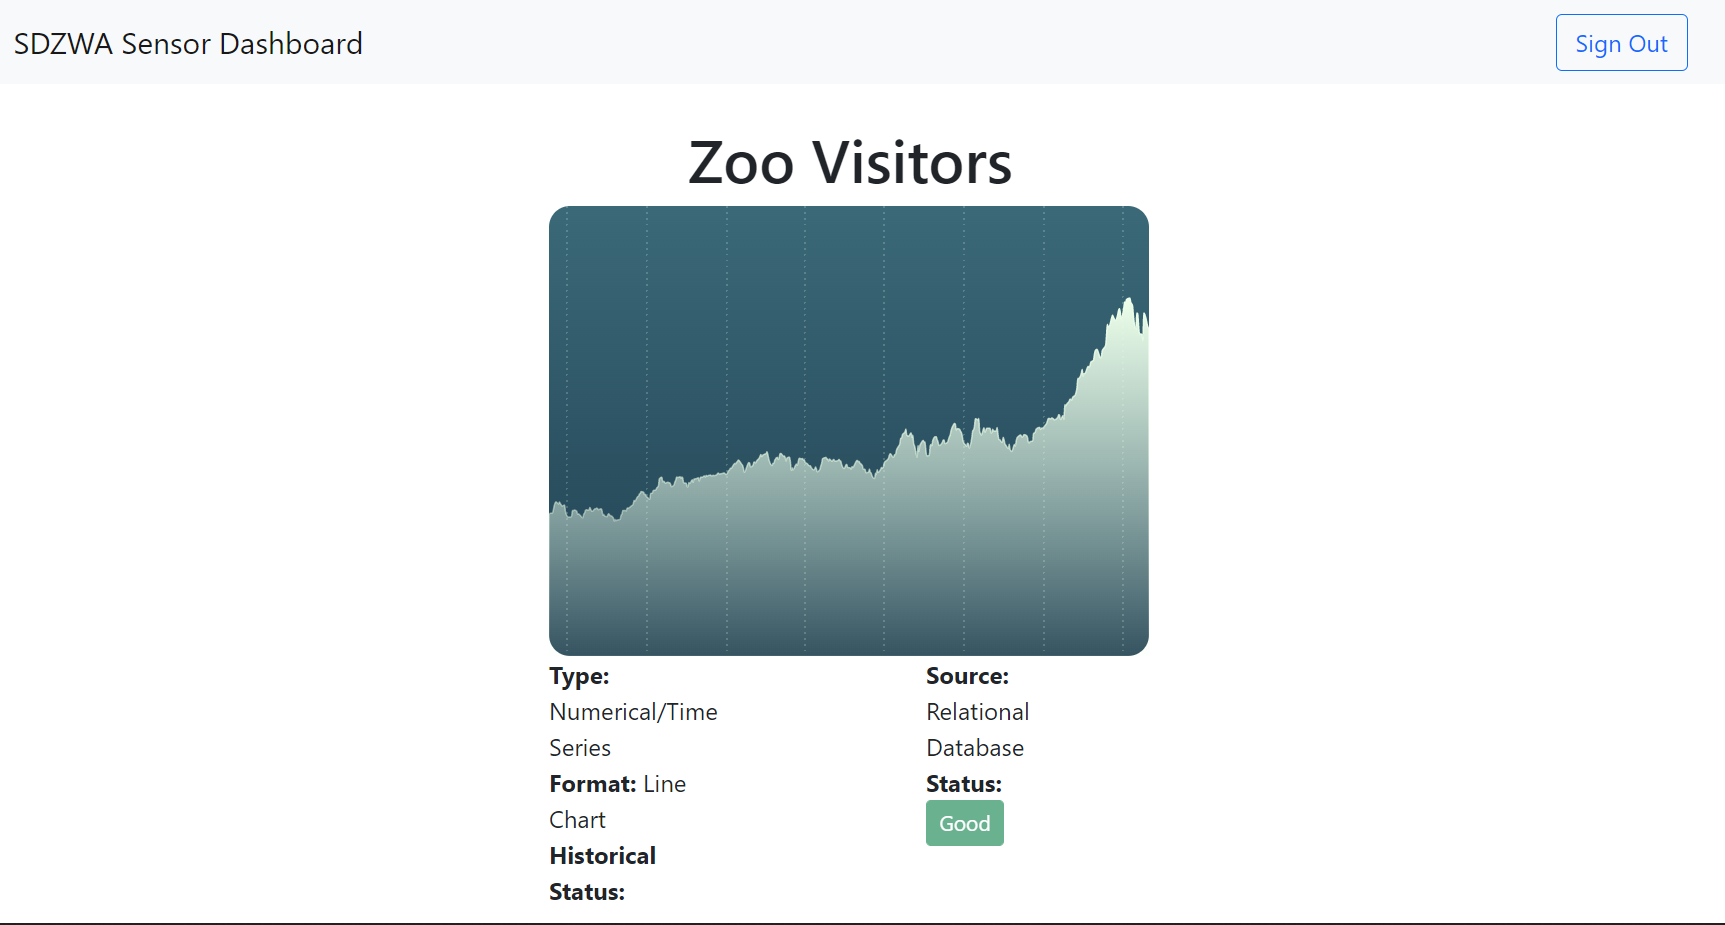 SDZWA Sensor Dashboard
Sign Out
Zoo Visitors
Type:
Numerical/Time
Series
Format: Line
Chart
Historical
Status:
Source:
Relational
Database
Status:
Good